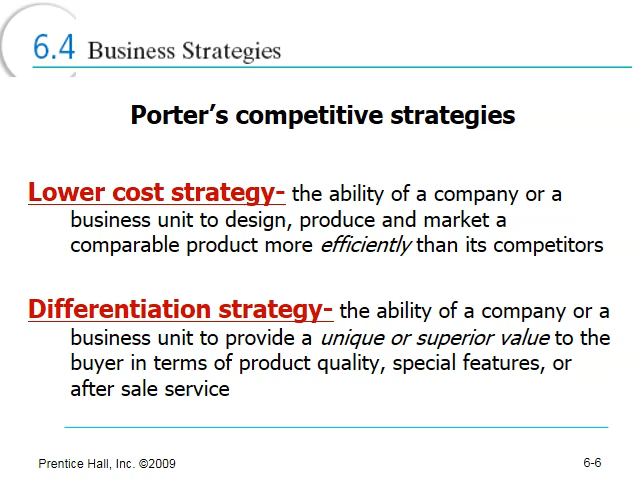 6.4 Business Strategies
Porter's competitive strategies
Lower cost strategy- the ability of a company or a
business unit to design, produce and market a
comparable product more efficiently than its competitors
Differentiation strategy- the ability of a company or a
business unit to provide a unique or superior value to the
buyer in terms of product quality, special features, or
after sale service
Prentice Hall, Inc. ©2009
6-6